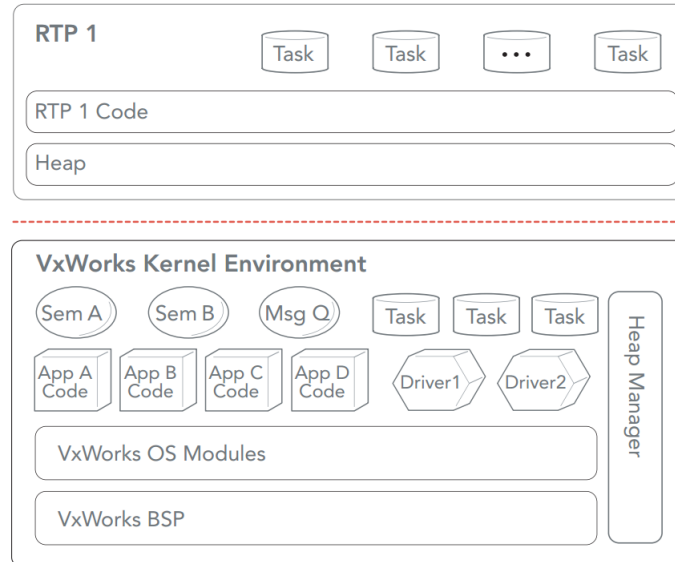 RTP 1
Task
Task
•••
Task
RTP 1 Code
Heap
VxWorks Kernel Environment
Sem A
Sem B
Msg Q
Task
Task
Task
App A
Code
App B
Code
App C
Code
App D
Code
Driver1
Driver2
Heap Manager
VxWorks OS Modules
VxWorks BSP